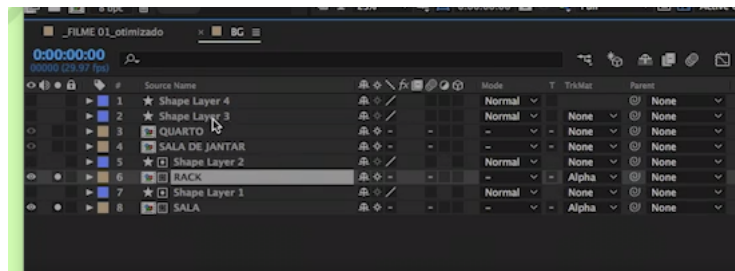 8 bpc
_FILME 01_otimizado × BG
0:00:00:00
00000 (29.97 fps)
# Source Name Mode T TrkMat Parent
1 Shape Layer 4 Normal None
2 Shape Layer 3 Normal None None
3 QUARTO - - - - None None
4 SALA DE JANTAR - - - - None None
5 Shape Layer 2 Normal None None
6 RACK - - - - Alpha None
7 Shape Layer 1 Normal None None
8 SALA - - - - Alpha None